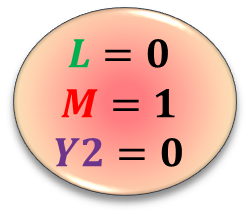 L = 0
M = 1
Y2 = 0